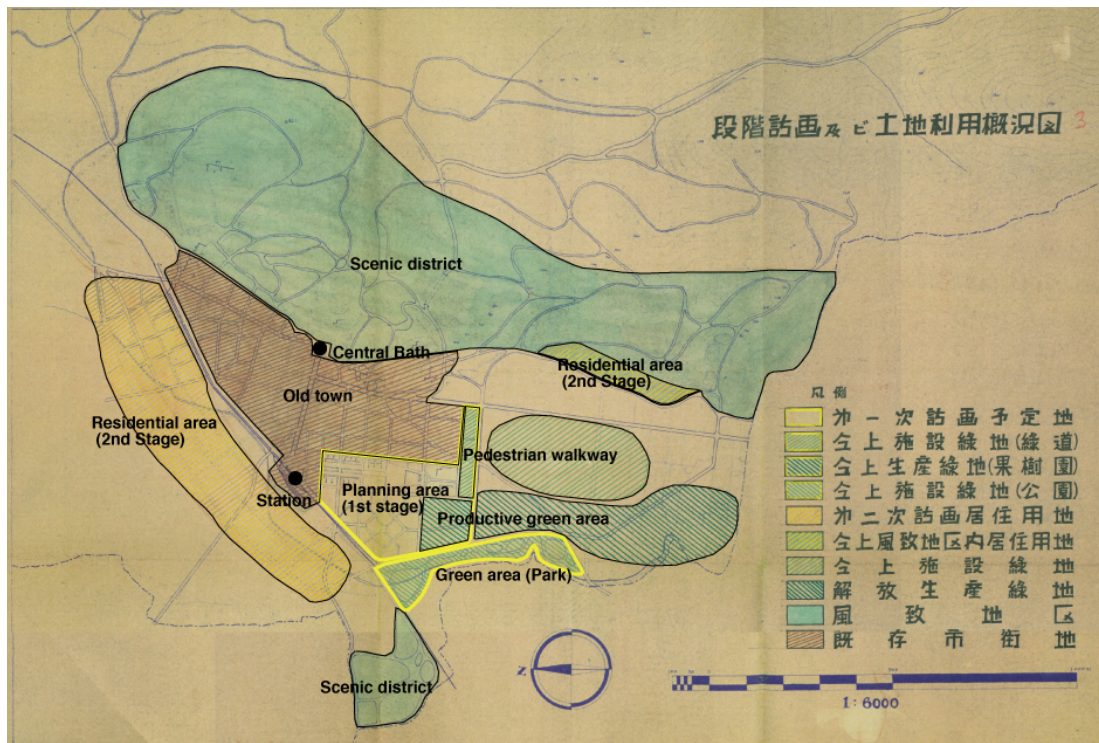 段階計画及ビ土地利用概況図 3
Scenic district
Central Bath
Residential area
(2nd Stage)
Old town
Residential area
(2nd Stage)
Pedestrian walkway
Station
Planning area
(1st stage)
Productive green area
Green area (Park)
Scenic district
凡例
第一次計画予定地
仝上施設緑地(緑道)
仝上生産緑地(果樹園)
仝上施設緑地(公園)
第二次計画居住用地
仝上風致地区内居住用地
仝上施設緑地
解放生産緑地
風致地区
既存市街地
Z
1:6000